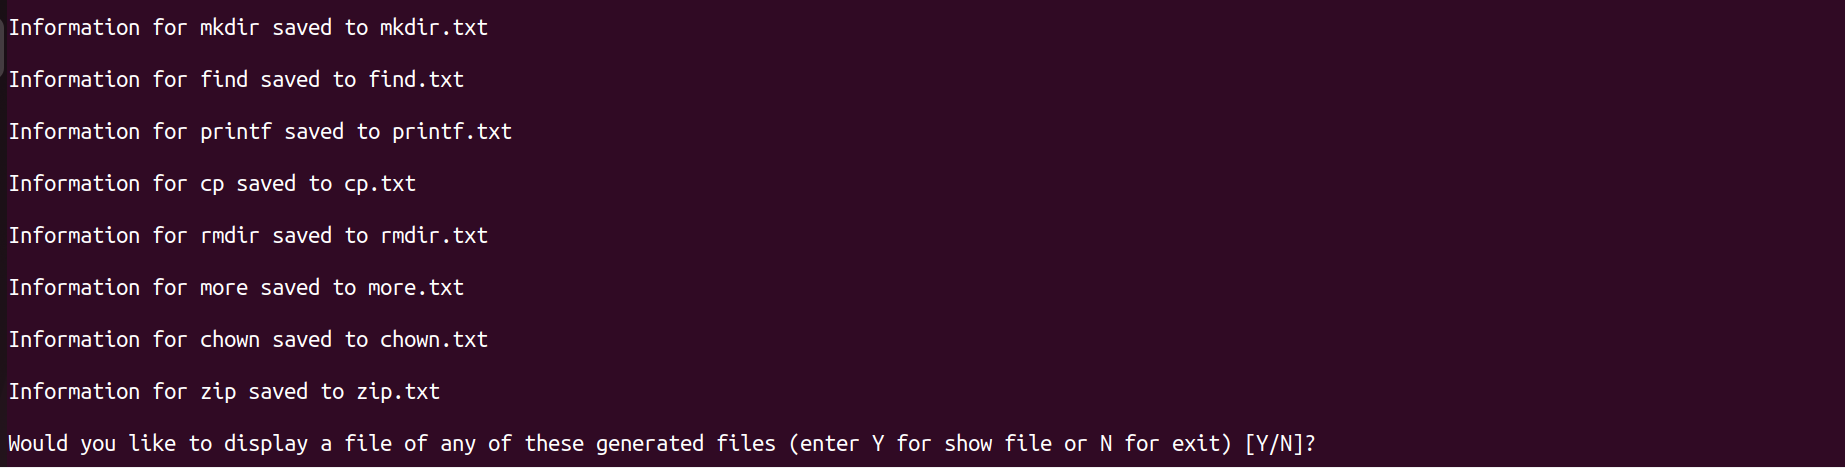 Information for mkdir saved to mkdir.txt
Information for find saved to find.txt
Information for printf saved to printf.txt
Information for cp saved to cp.txt
Information for rmdir saved to rmdir.txt
Information for more saved to more.txt
Information for chown saved to chown.txt
Information for zip saved to zip.txt
Would you like to display a file of any of these generated files (enter Y for show file or N for exit) [Y/N]?